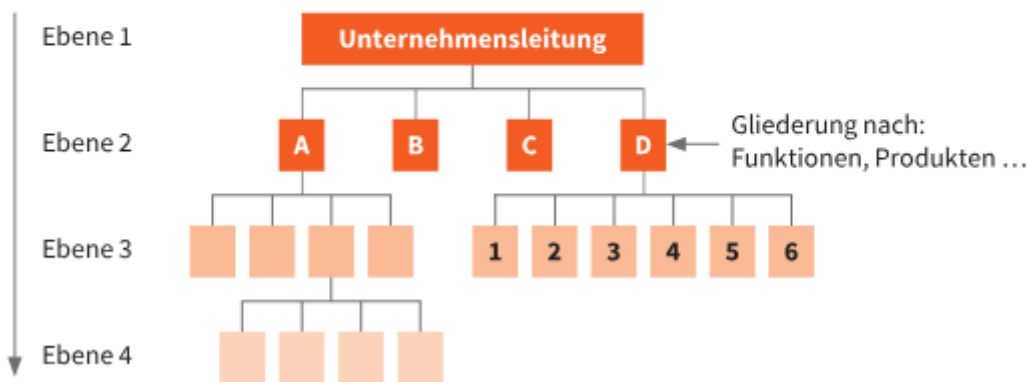 Ebene 1
Unternehmensleitung
Ebene 2
A
B
C
D
Gliederung nach:
Funktionen, Produkten …
Ebene 3
1
2
3
4
5
6
Ebene 4